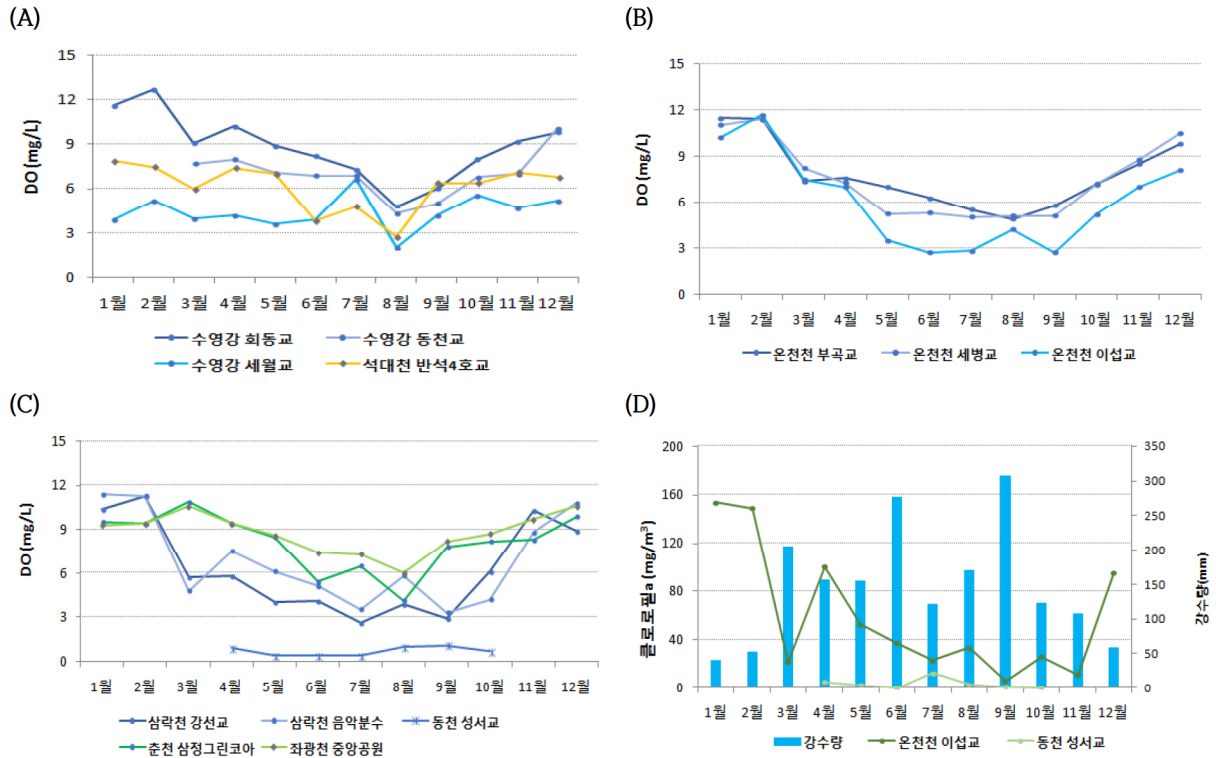 (A)
DO (mg/L)
15
12
9
6
3
0
1월 2월 3월 4월 5월 6월 7월 8월 9월 10월 11월 12월
수영강 회동교 수영강 동천교
수영강 세월교 석대천 반석4호교
(B)
DO (mg/L)
15
12
9
6
3
0
1월 2월 3월 4월 5월 6월 7월 8월 9월 10월 11월 12월
온천천 부곡교 온천천 세병교 온천천 이섭교
(C)
DO(mg/L)
15
12
9
6
3
0
1월 2월 3월 4월 5월 6월 7월 8월 9월 10월 11월 12월
삼락천 강선교 삼락천 음악분수 동천 성서교
춘천 삼정그린코아 좌광천 중앙공원
(D)
클로로필a (mg/m³)
200
160
120
80
40
0
350
300
250
200
150
100
50
0
강수량(mm)
1월 2월 3월 4월 5월 6월 7월 8월 9월 10월 11월 12월
강수량 온천천 이섭교 동천 성서교